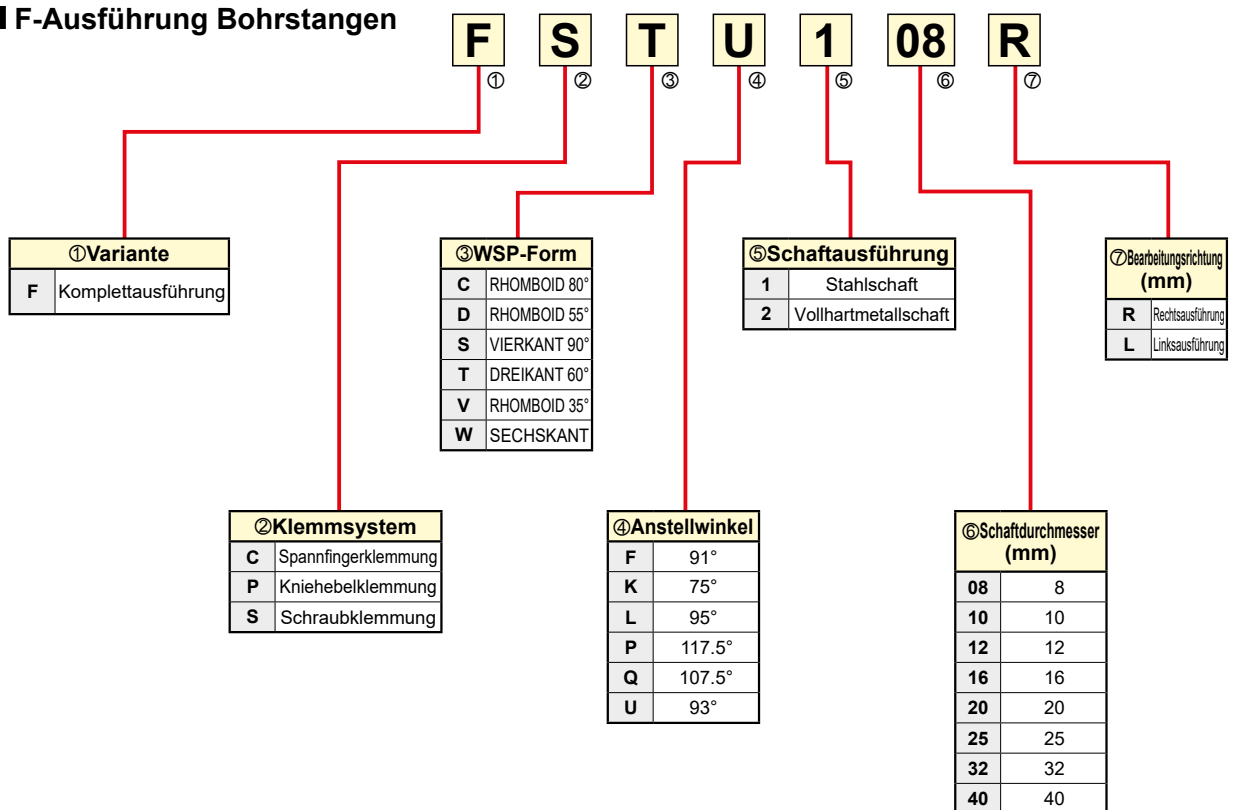 F-Ausführung Bohrstangen
F S T U 1 08 R
① ② ③ ④ ⑤ ⑥ ⑦
①Variante
F Komplettausführung
③WSP-Form
C RHOMBOID 80°
D RHOMBOID 55°
S VIERKANT 90°
T DREIKANT 60°
V RHOMBOID 35°
W SECHSKANT
⑤Schaftausführung
1 Stahlschaft
2 Vollhartmetallschaft
⑦Bearbeitungsrichtung
(mm)
R Rechtsausführung
L Linksausführung
②Klemmsystem
C Spannfingerklemmung
P Kniehebelklemmung
S Schraubklemmung
④Anstellwinkel
F 91°
K 75°
L 95°
P 117.5°
Q 107.5°
U 93°
⑥Schaftdurchmesser
(mm)
08 8
10 10
12 12
16 16
20 20
25 25
32 32
40 40